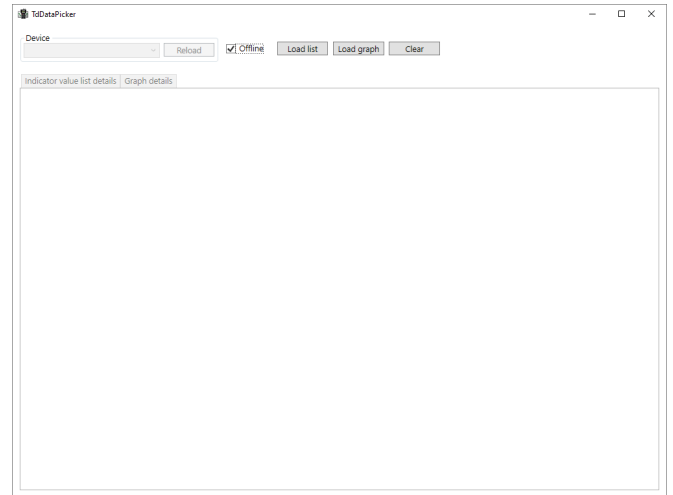 TdDataPicker
Device
Reload
Offline
Load list
Load graph
Clear
Indicator value list details
Graph details